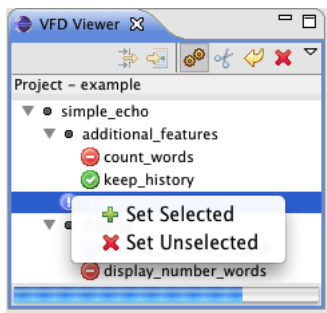 VFD Viewer
Project - example
simple_echo
additional_features
count_words
keep_history
Set Selected
Set Unselected
display_number_words